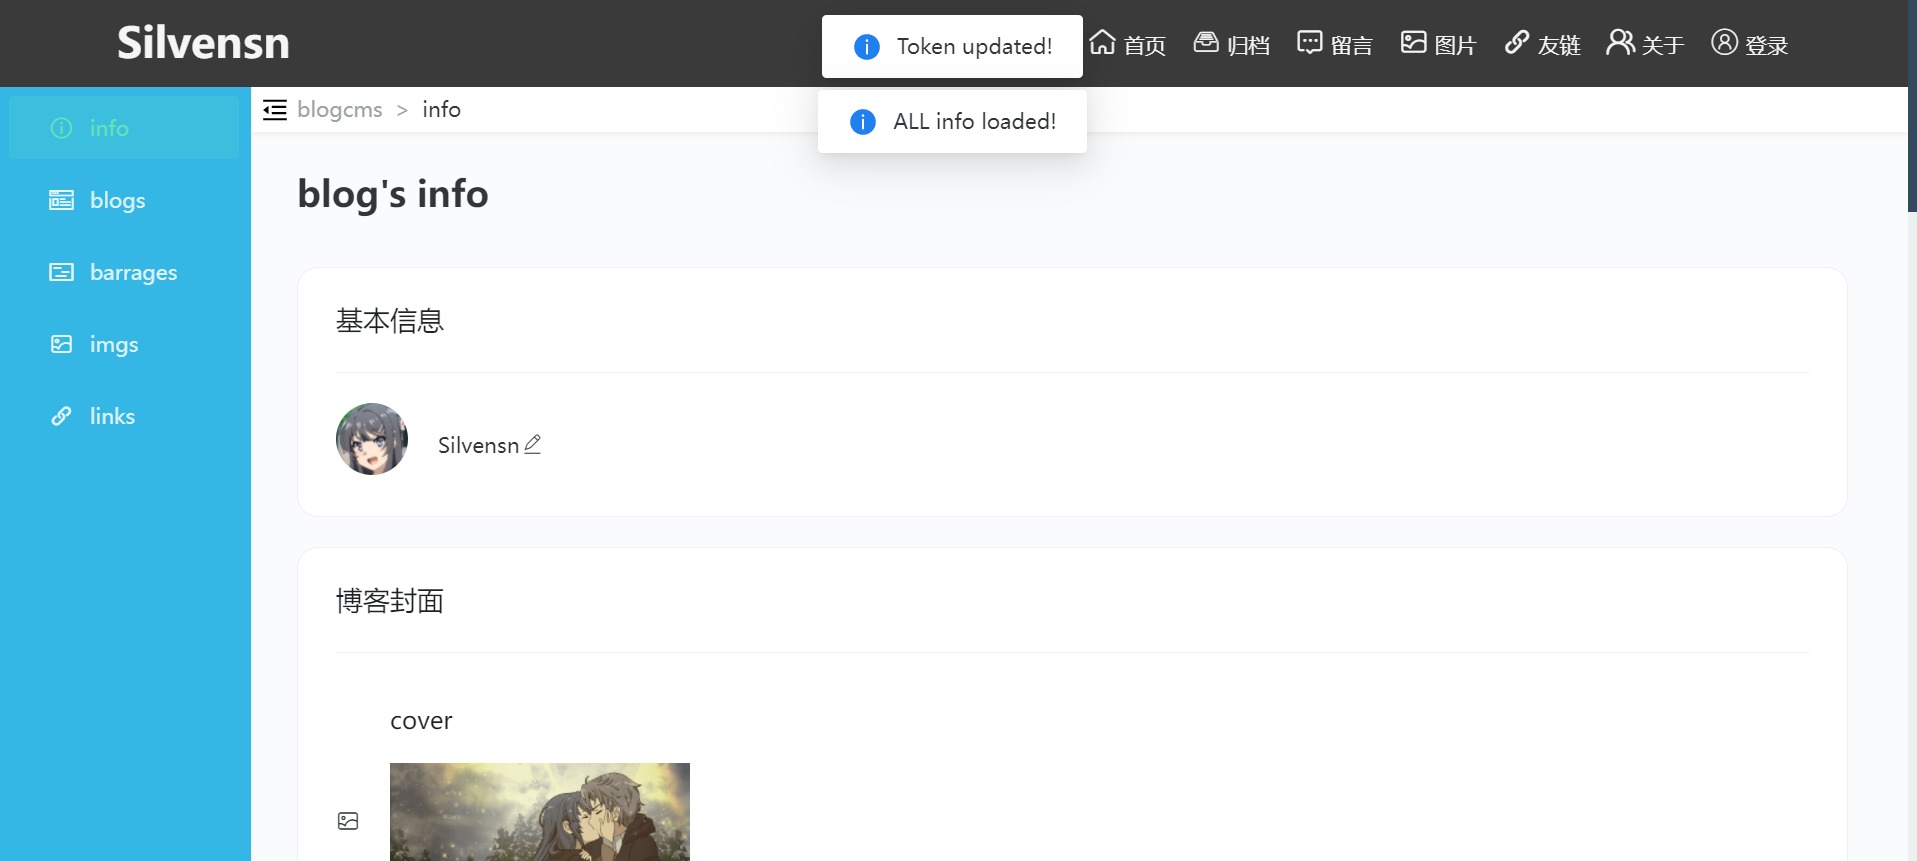 Silvensn
Token updated!
首页
归档
留言
图片
友链
关于
登录
blogcms > info
ALL info loaded!
info
blogs
barrages
imgs
links
blog's info
基本信息
Silvensn
博客封面
cover